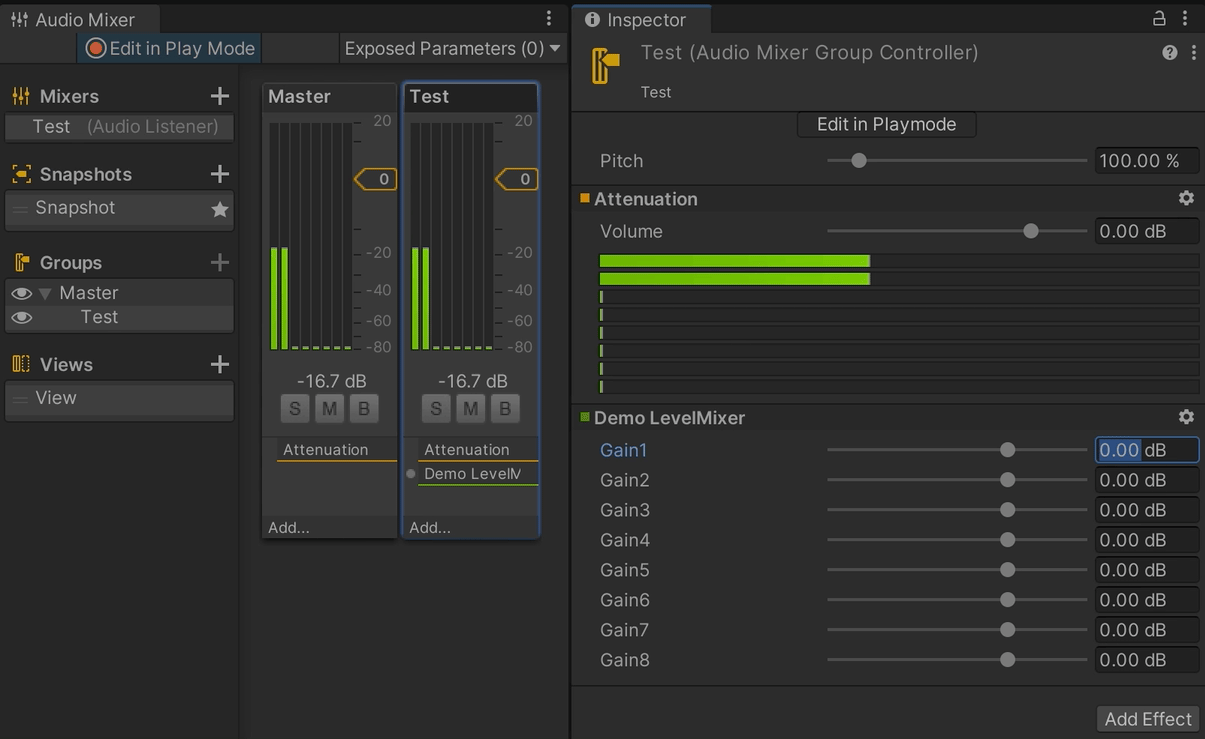 Audio Mixer
Edit in Play Mode
Exposed Parameters (0)
Mixers
Test (Audio Listener)
Snapshots
Snapshot
Groups
Master
Test
Views
View
Master
20
0
-20
-40
-60
-80
-16.7 dB
S M B
Attenuation
Add...
Test
20
0
-20
-40
-60
-80
-16.7 dB
S M B
Attenuation
Demo LevelM
Add...
Inspector
Test (Audio Mixer Group Controller)
Test
Edit in Playmode
Pitch 100.00 %
Attenuation
Volume 0.00 dB
Demo LevelMixer
Gain1 0.00 dB
Gain2 0.00 dB
Gain3 0.00 dB
Gain4 0.00 dB
Gain5 0.00 dB
Gain6 0.00 dB
Gain7 0.00 dB
Gain8 0.00 dB
Add Effect